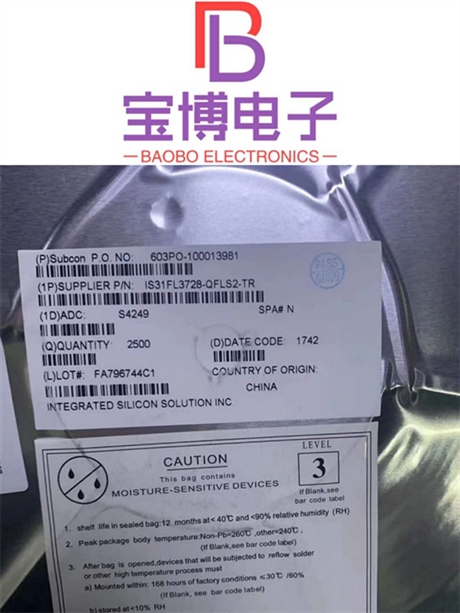 宝博电子
BAOBO ELECTRONICS
(P)Subcon P.O. NO: 603PO-100013981
(1P)SUPPLIER P/N: IS31FL3728-QFLS2-TR
(1D)ADC: S4249 SPA# N
(Q)QUANTITY: 2500 (D)DATE CODE: 1742
(L)LOT#: FA796744C1 COUNTRY OF ORIGIN:
CHINA
INTEGRATED SILICON SOLUTION INC
CAUTION
This bag contains
MOISTURE-SENSITIVE DEVICES
LEVEL
3
If Blank,see
bar code label
1. shelf life in sealed bag:12 months at<40℃ and <90% relative humidity (RH)
2. Peak package body temperature:Non-Pb=260℃ ,other=240℃ ,
(If Blank,see bar code label)
3. After bag is opened,devices that will be subjected to reflow solder
or other high temperature process must
a) Mounted within: 168 hours of factory conditions ≤30℃ /60%
(If Blank,see bar code label)
b) stored at<10% RH